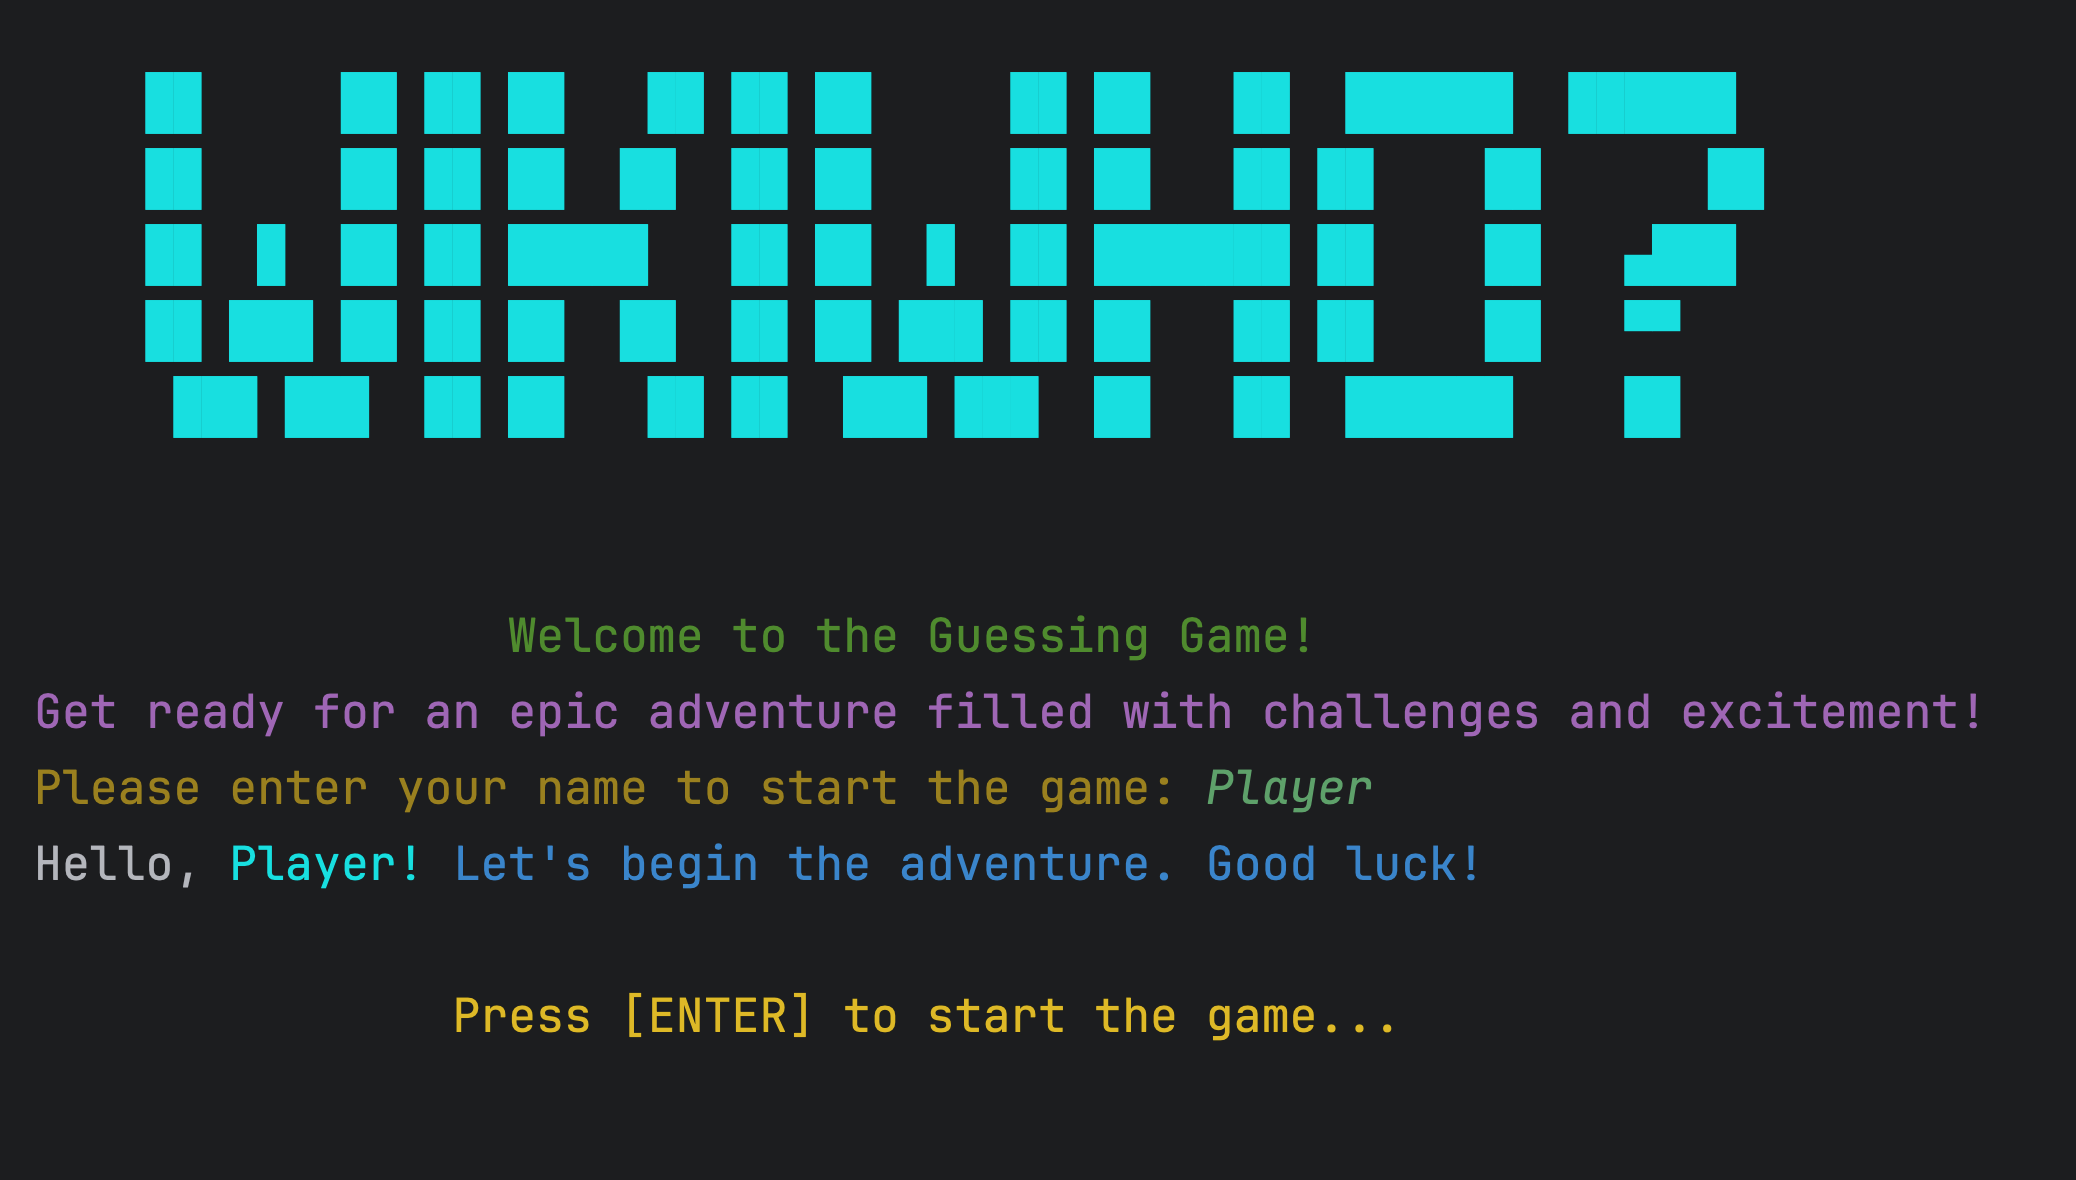 WIKIWHO?
Welcome to the Guessing Game!
Get ready for an epic adventure filled with challenges and excitement!
Please enter your name to start the game: Player
Hello, Player! Let's begin the adventure. Good luck!
Press [ENTER] to start the game...